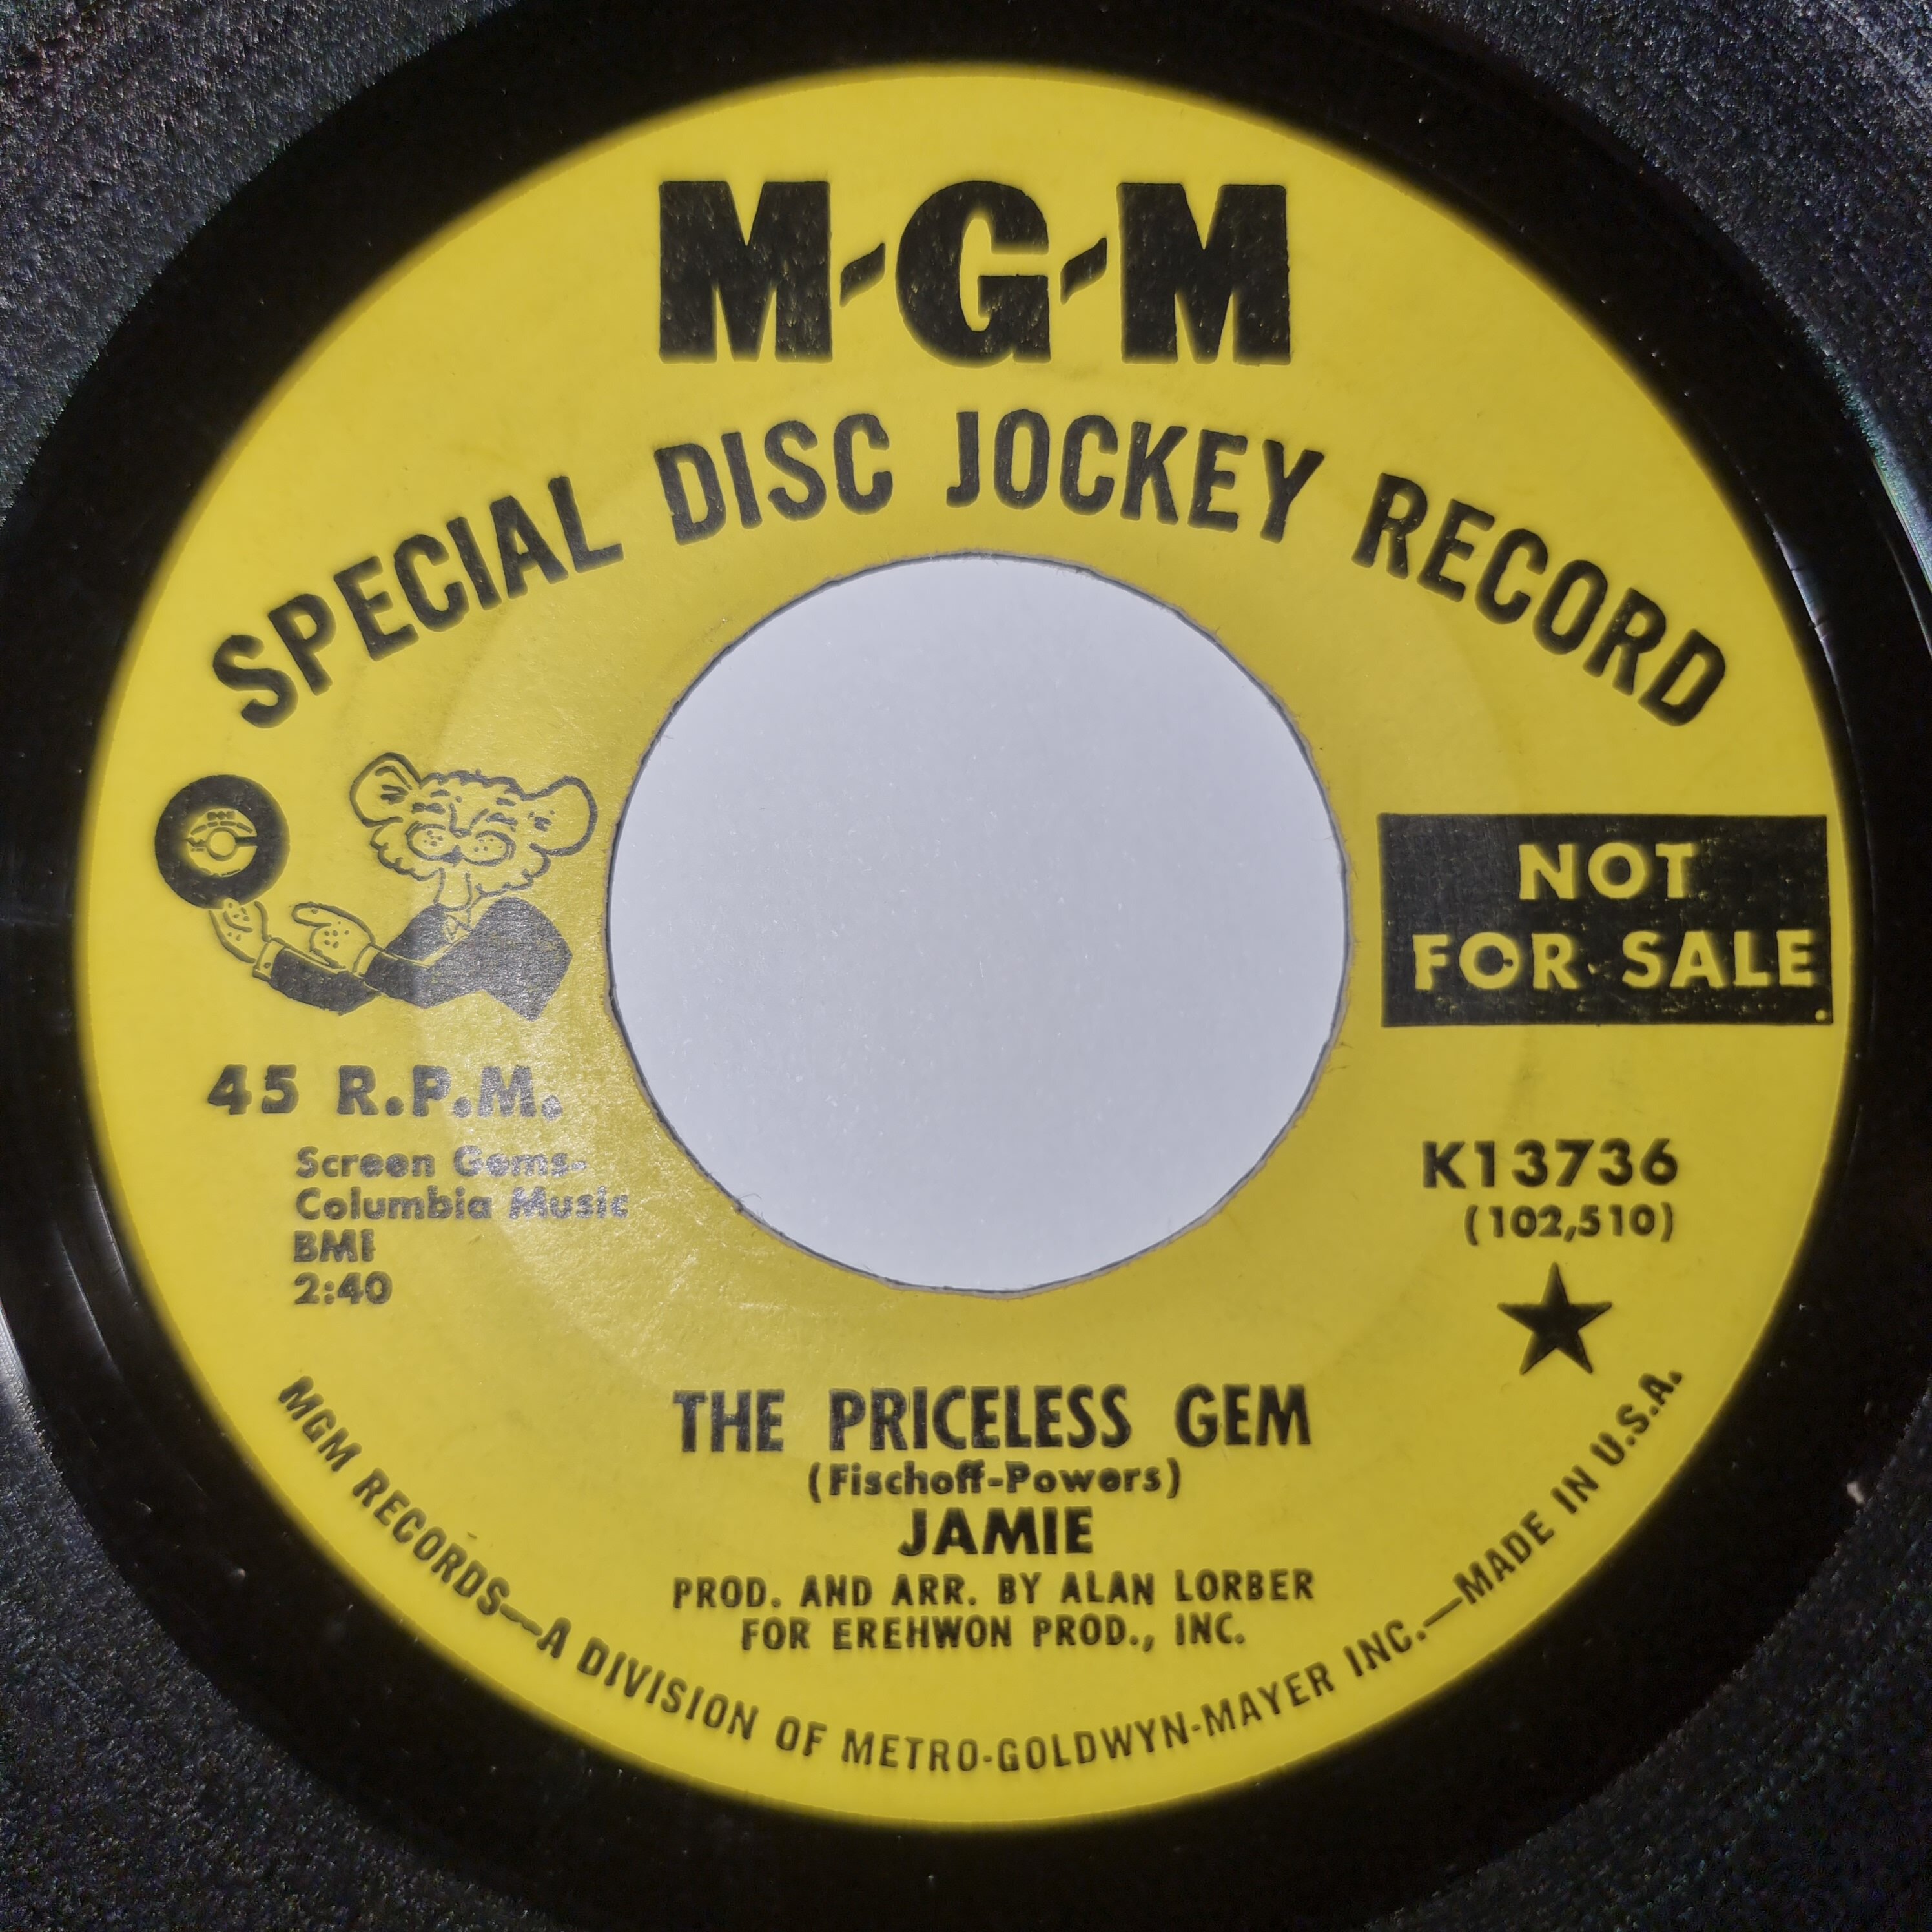 M-G-M
SPECIAL DISC JOCKEY RECORD
NOT
FOR SALE
45 R.P.M.
Screen Gems-
Columbia Music
BMI
2:40
K13736
(102,510)
THE PRICELESS GEM
(Fischoff-Powers)
JAMIE
PROD. AND ARR. BY ALAN LORBER
FOR EREHWON PROD., INC.
MGM RECORDS—A DIVISION OF METRO-GOLDWYN-MAYER INC.—MADE IN U.S.A.